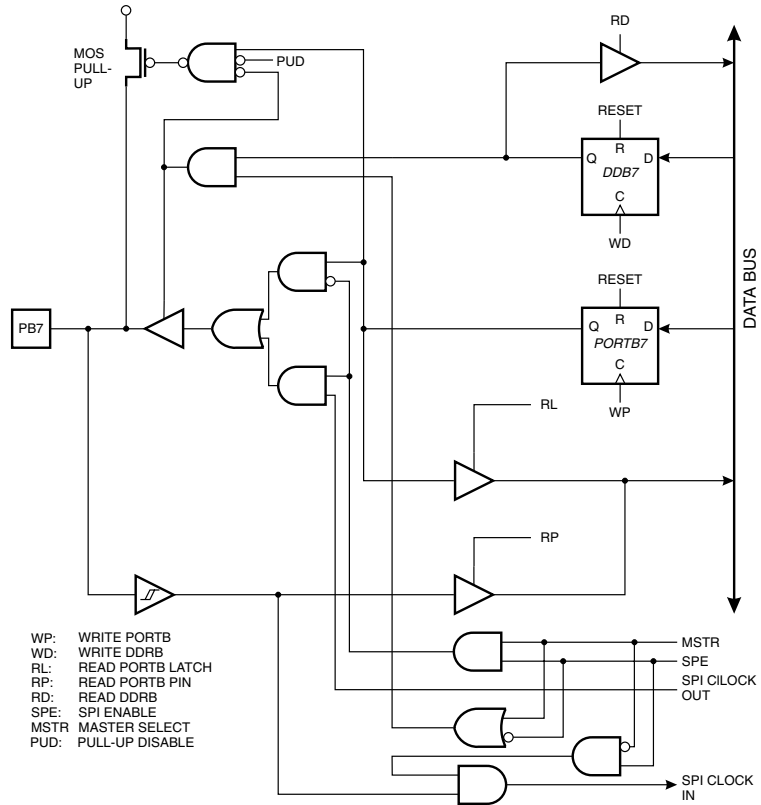 RD
MOS
PULL-
UP
PUD
RESET
R
Q
D
DDB7
C
WD
RESET
R
Q
D
PORTB7
C
WP
DATA BUS
PB7
RL
RP
WP: WRITE PORTB
WD: WRITE DDRB
RL: READ PORTB LATCH
RP: READ PORTB PIN
RD: READ DDRB
SPE: SPI ENABLE
MSTR MASTER SELECT
PUD: PULL-UP DISABLE
MSTR
SPE
SPI CILOCK
OUT
SPI CLOCK
IN